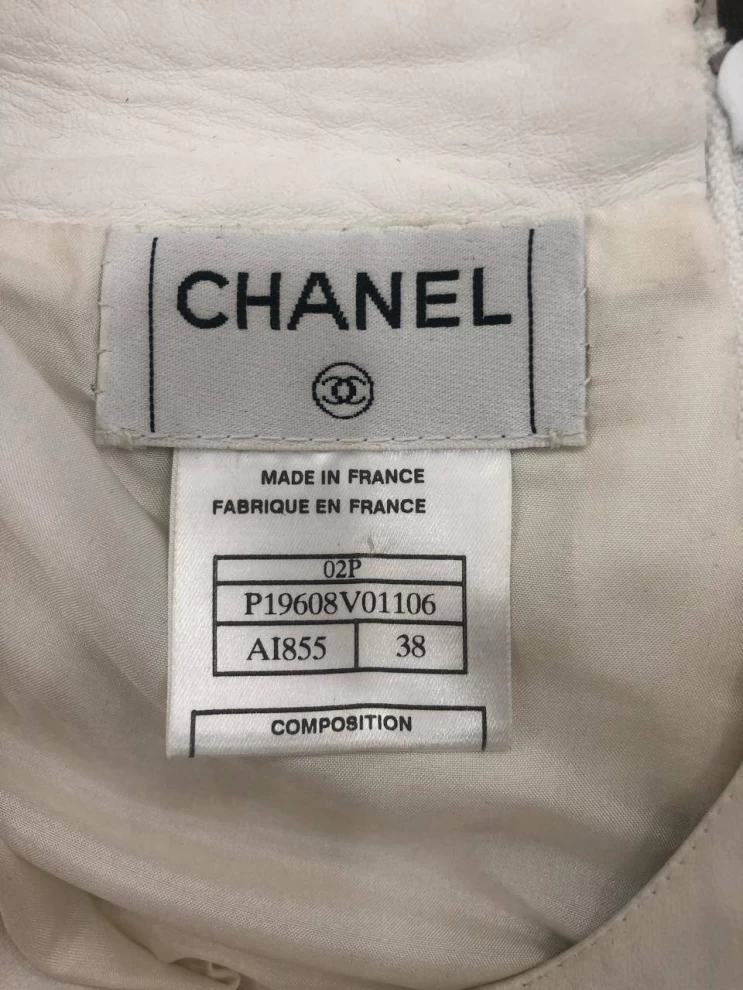 CHANEL
MADE IN FRANCE
FABRIQUE EN FRANCE
02P
P19608V01106
AI855 38
COMPOSITION